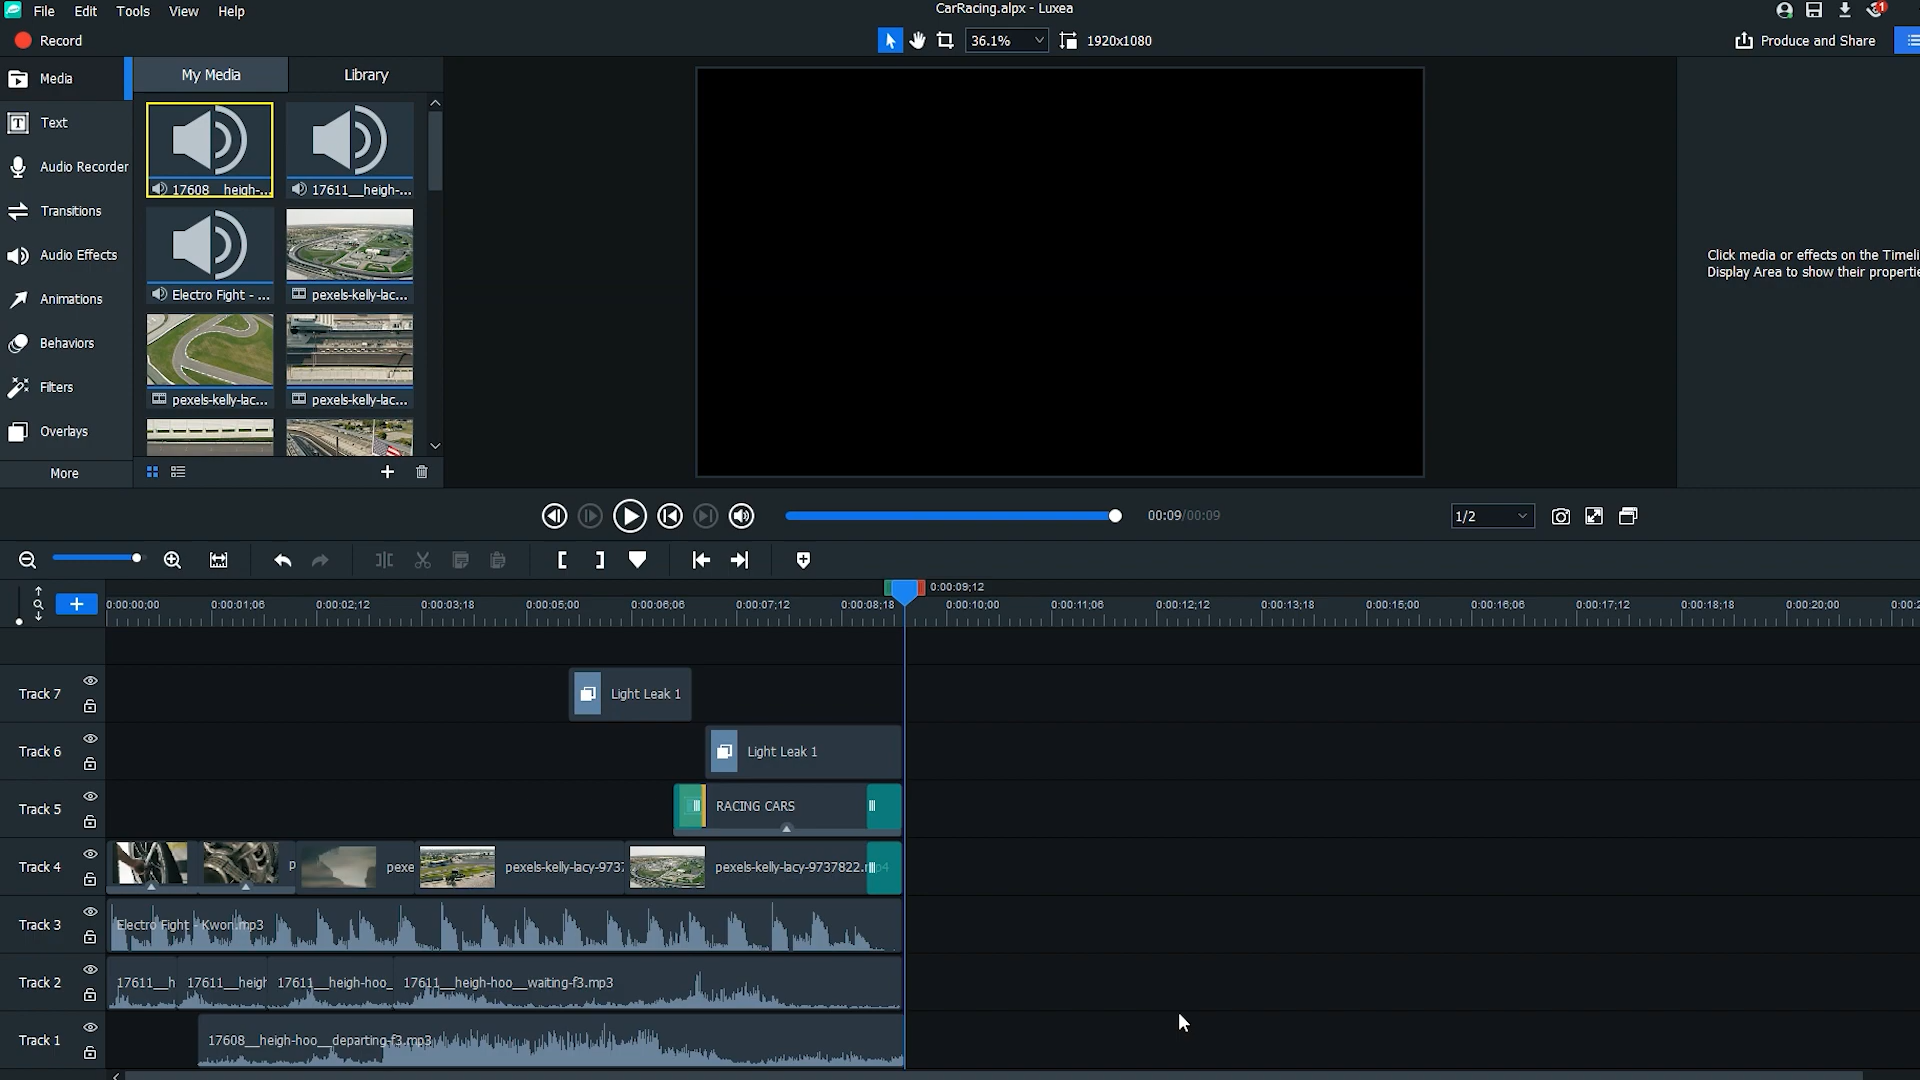 File Edit Tools View Help
CarRacing.alpx - Luxea
1
Record
36.1%
1920x1080
Produce and Share
Media
Text
Audio Recorder
Transitions
Audio Effects
Animations
Behaviors
Filters
Overlays
More
My Media
Library
17608__heigh-...
17611__heigh-...
Electro Fight - ...
pexels-kelly-lac...
pexels-kelly-lac...
pexels-kelly-lac...
Click media or effects on the Timeli
Display Area to show their properti
00:09/00:09
1/2
0:00:09;12
0:00:00;00 0:00:01;06 0:00:02;12 0:00:03;18 0:00:05;00 0:00:06;06 0:00:07;12 0:00:08;18 0:00:10;00 0:00:11;06 0:00:12;12 0:00:13;18 0:00:15;00 0:00:16;06 0:00:17;12 0:00:18;18 0:00:20;00 0:00:2
Track 7
Light Leak 1
Track 6
Light Leak 1
Track 5
RACING CARS
Track 4
p
pexe
pexels-kelly-lacy-9737
pexels-kelly-lacy-9737822.mp4
Track 3
Electro Fight - Kwon.mp3
Track 2
17611__h
17611__heigh
17611__heigh-hoo_
17611__heigh-hoo__waiting-f3.mp3
Track 1
17608__heigh-hoo__departing-f3.mp3